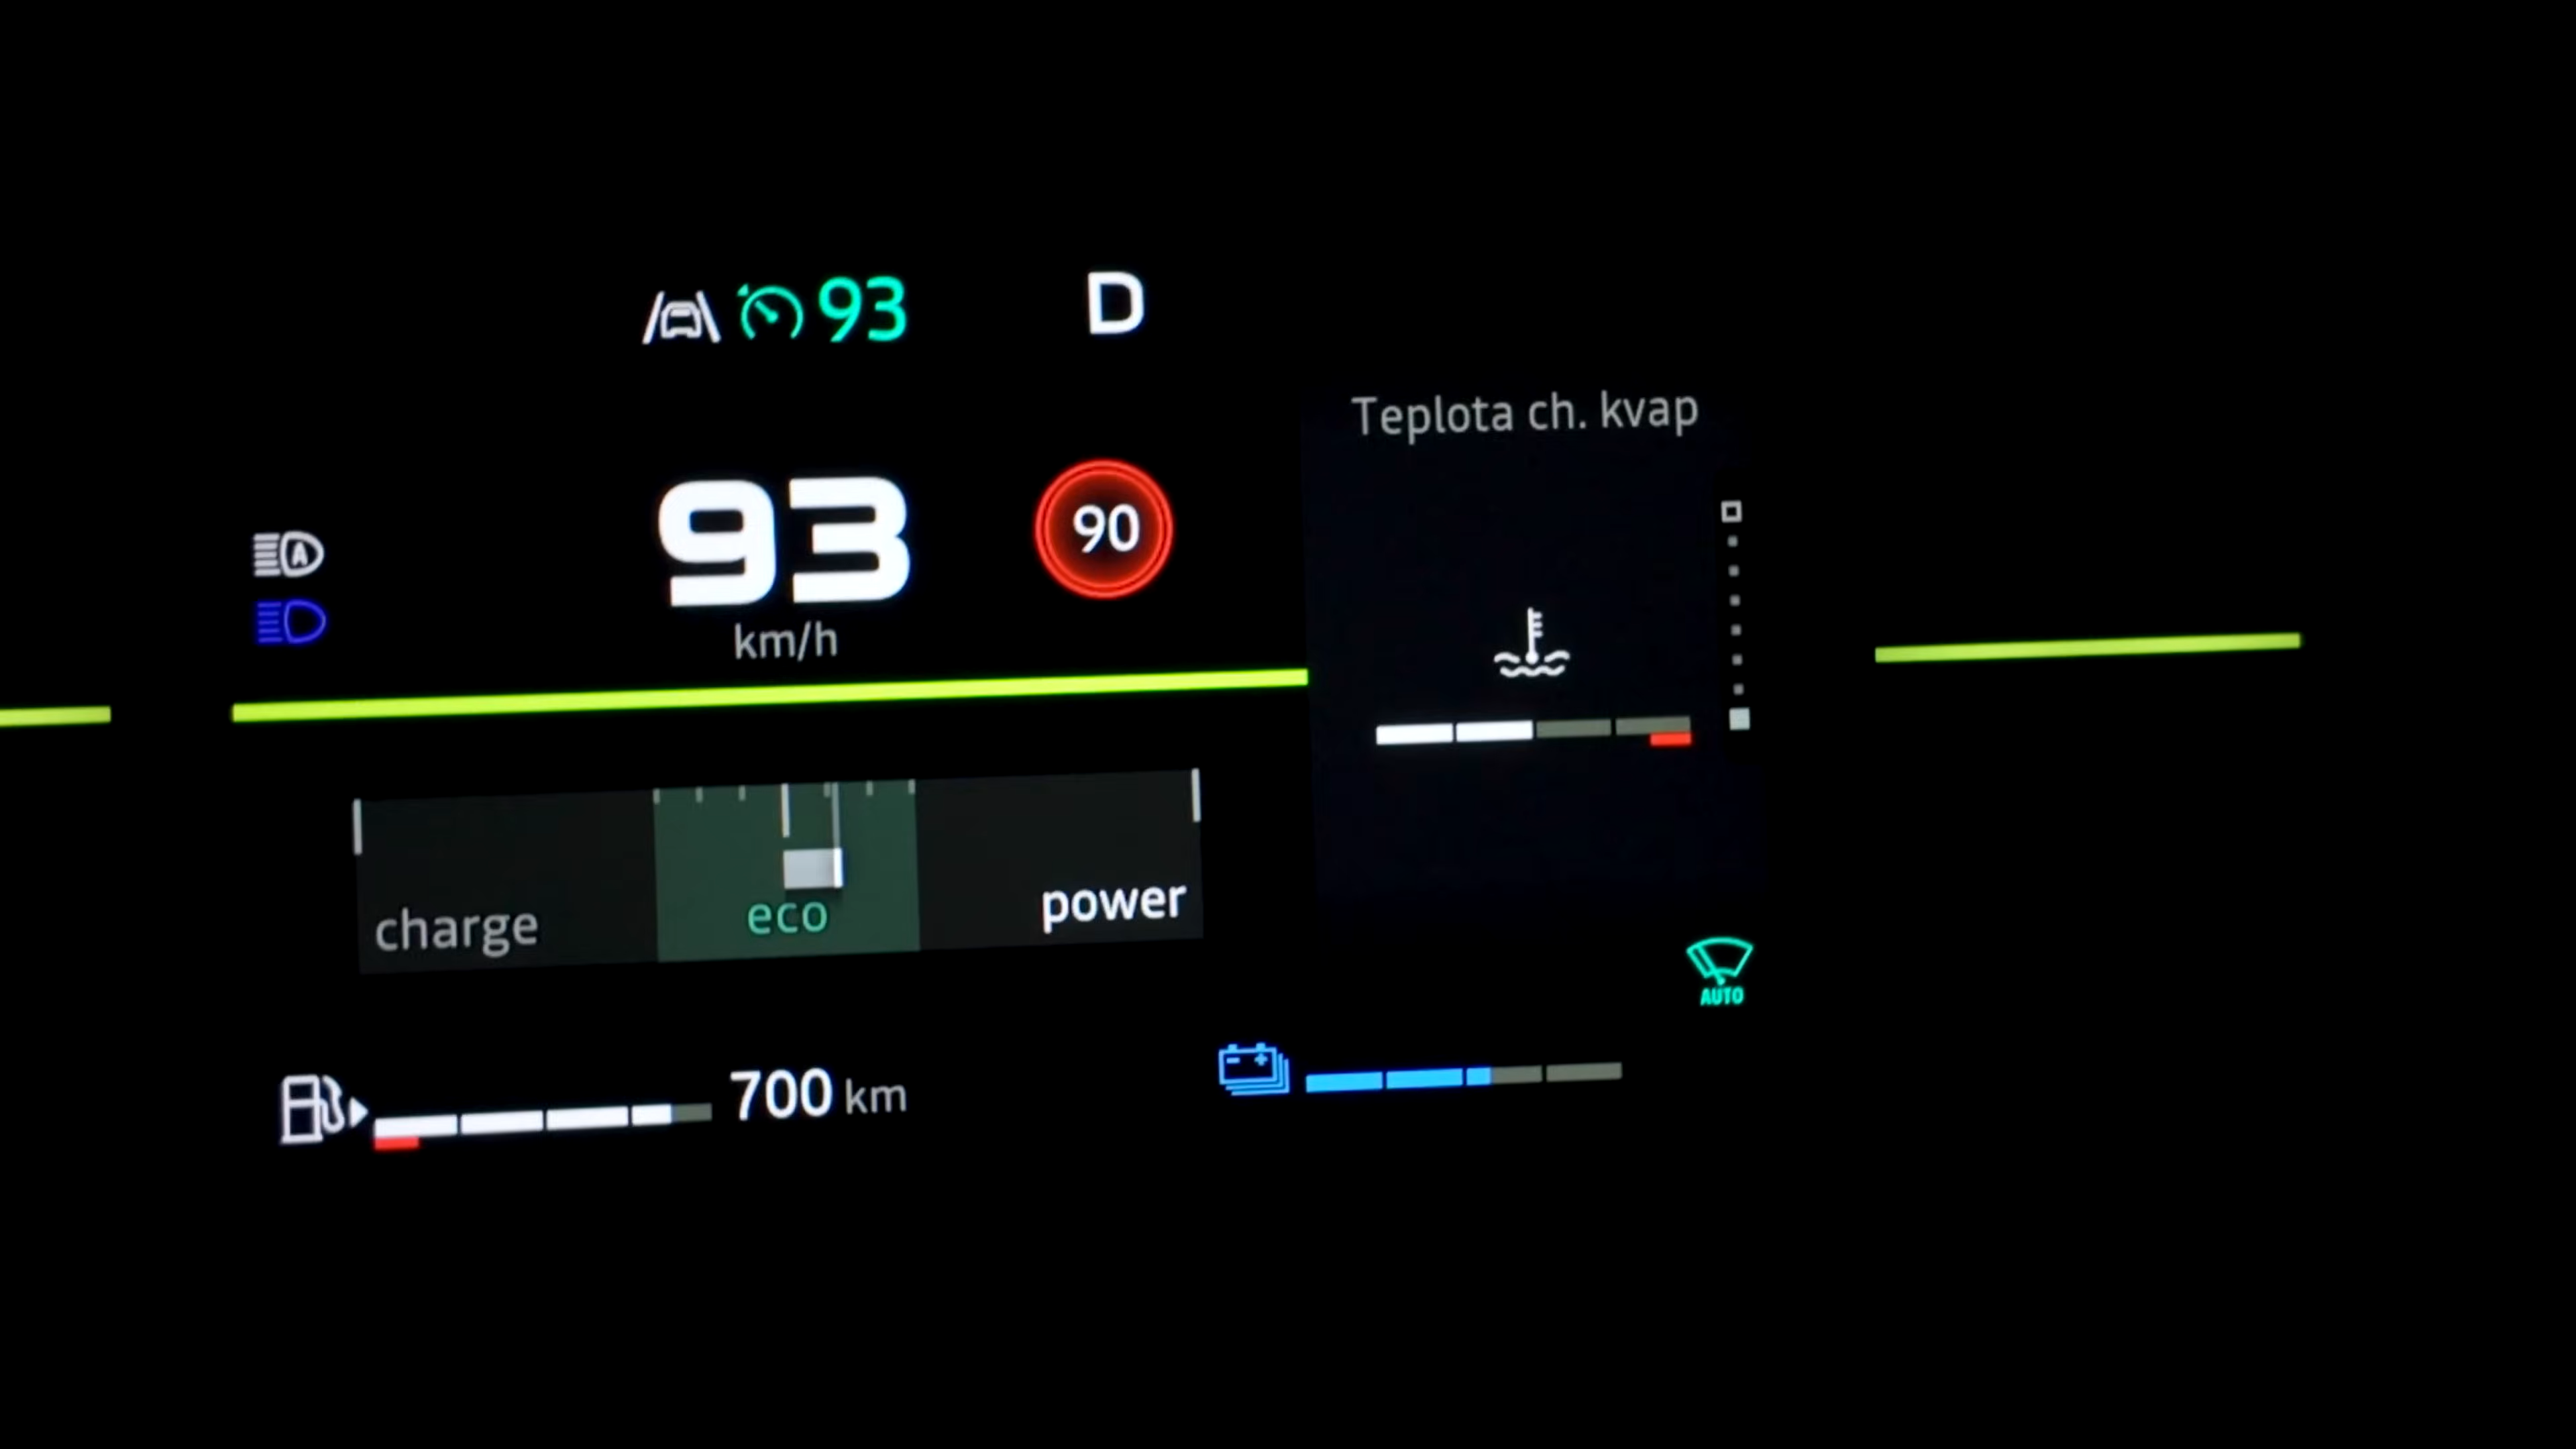 93 D
Teplota ch. kvap
A
93
90
km/h
charge
eco
power
AUTO
700 km